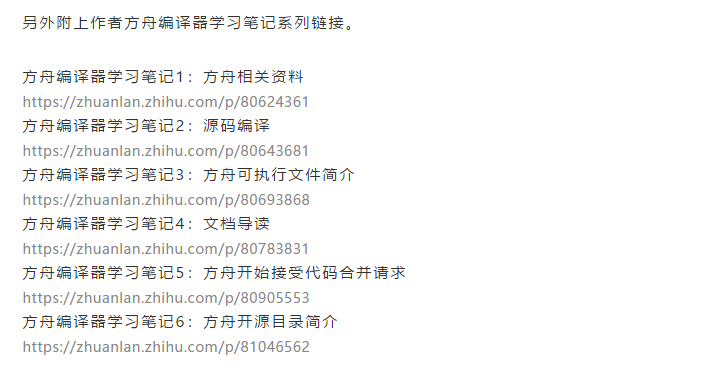 另外附上作者方舟编译器学习笔记系列链接。
方舟编译器学习笔记1：方舟相关资料
https://zhuanlan.zhihu.com/p/80624361
方舟编译器学习笔记2：源码编译
https://zhuanlan.zhihu.com/p/80643681
方舟编译器学习笔记3：方舟可执行文件简介
https://zhuanlan.zhihu.com/p/80693868
方舟编译器学习笔记4：文档导读
https://zhuanlan.zhihu.com/p/80783831
方舟编译器学习笔记5：方舟开始接受代码合并请求
https://zhuanlan.zhihu.com/p/80905553
方舟编译器学习笔记6：方舟开源目录简介
https://zhuanlan.zhihu.com/p/81046562